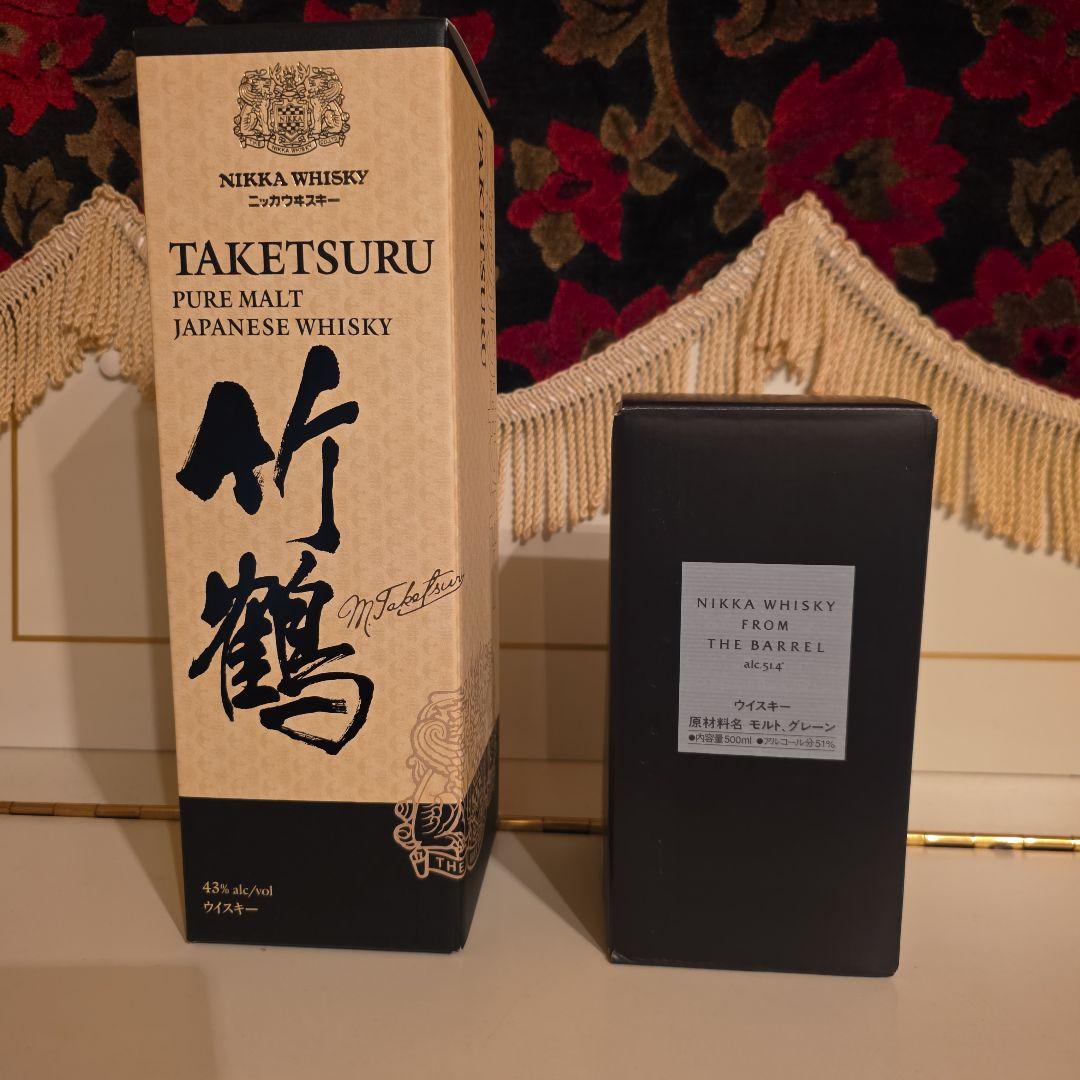 NIKKA WHISKY
ニッカウヰスキー
TAKETSURU
PURE MALT
JAPANESE WHISKY
竹
鶴
M. Taketsuru
43% alc/vol
ウイスキー
TAKETSURU
THE
NIKKA WHISKY
FROM
THE BARREL
alc.51.4°
ウイスキー
原材料名 モルト、グレーン
●内容量500ml ●アルコール分51%